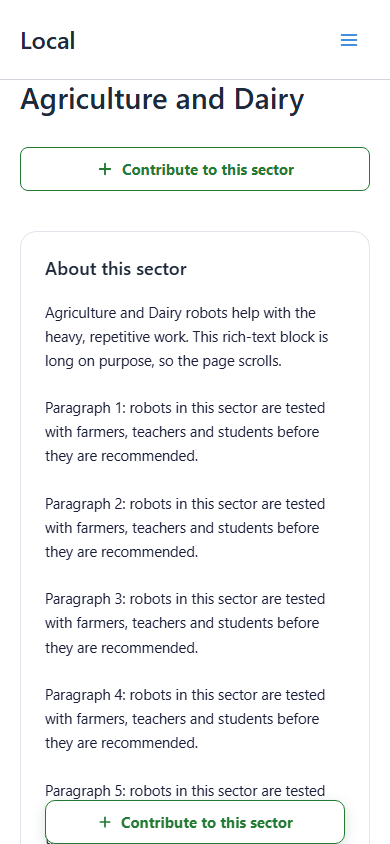 Local
Agriculture and Dairy
Contribute to this sector
About this sector
Agriculture and Dairy robots help with the
heavy, repetitive work. This rich-text block is
long on purpose, so the page scrolls.
Paragraph 1: robots in this sector are tested
with farmers, teachers and students before
they are recommended.
Paragraph 2: robots in this sector are tested
with farmers, teachers and students before
they are recommended.
Paragraph 3: robots in this sector are tested
with farmers, teachers and students before
they are recommended.
Paragraph 4: robots in this sector are tested
with farmers, teachers and students before
they are recommended.
Paragraph 5: robots in this sector are tested
Contribute to this sector